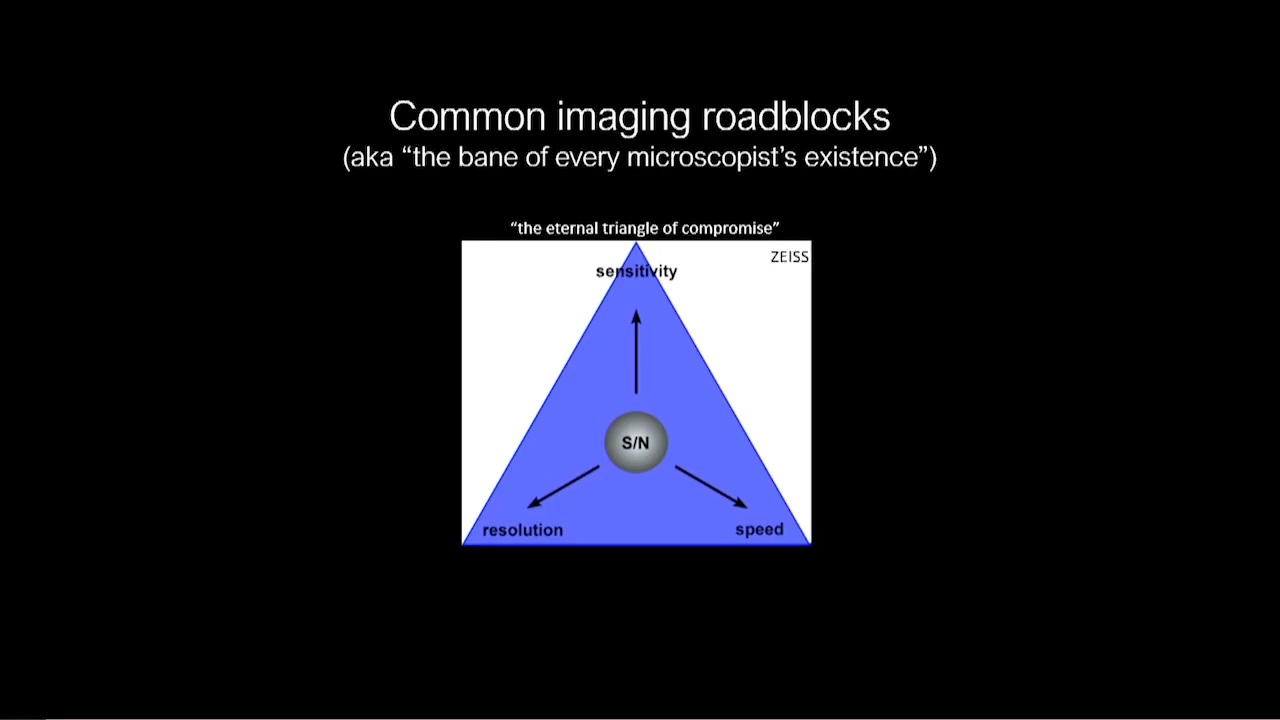 Common imaging roadblocks
(aka “the bane of every microscopist’s existence”)
“the eternal triangle of compromise”
ZEISS
sensitivity
S/N
resolution
speed